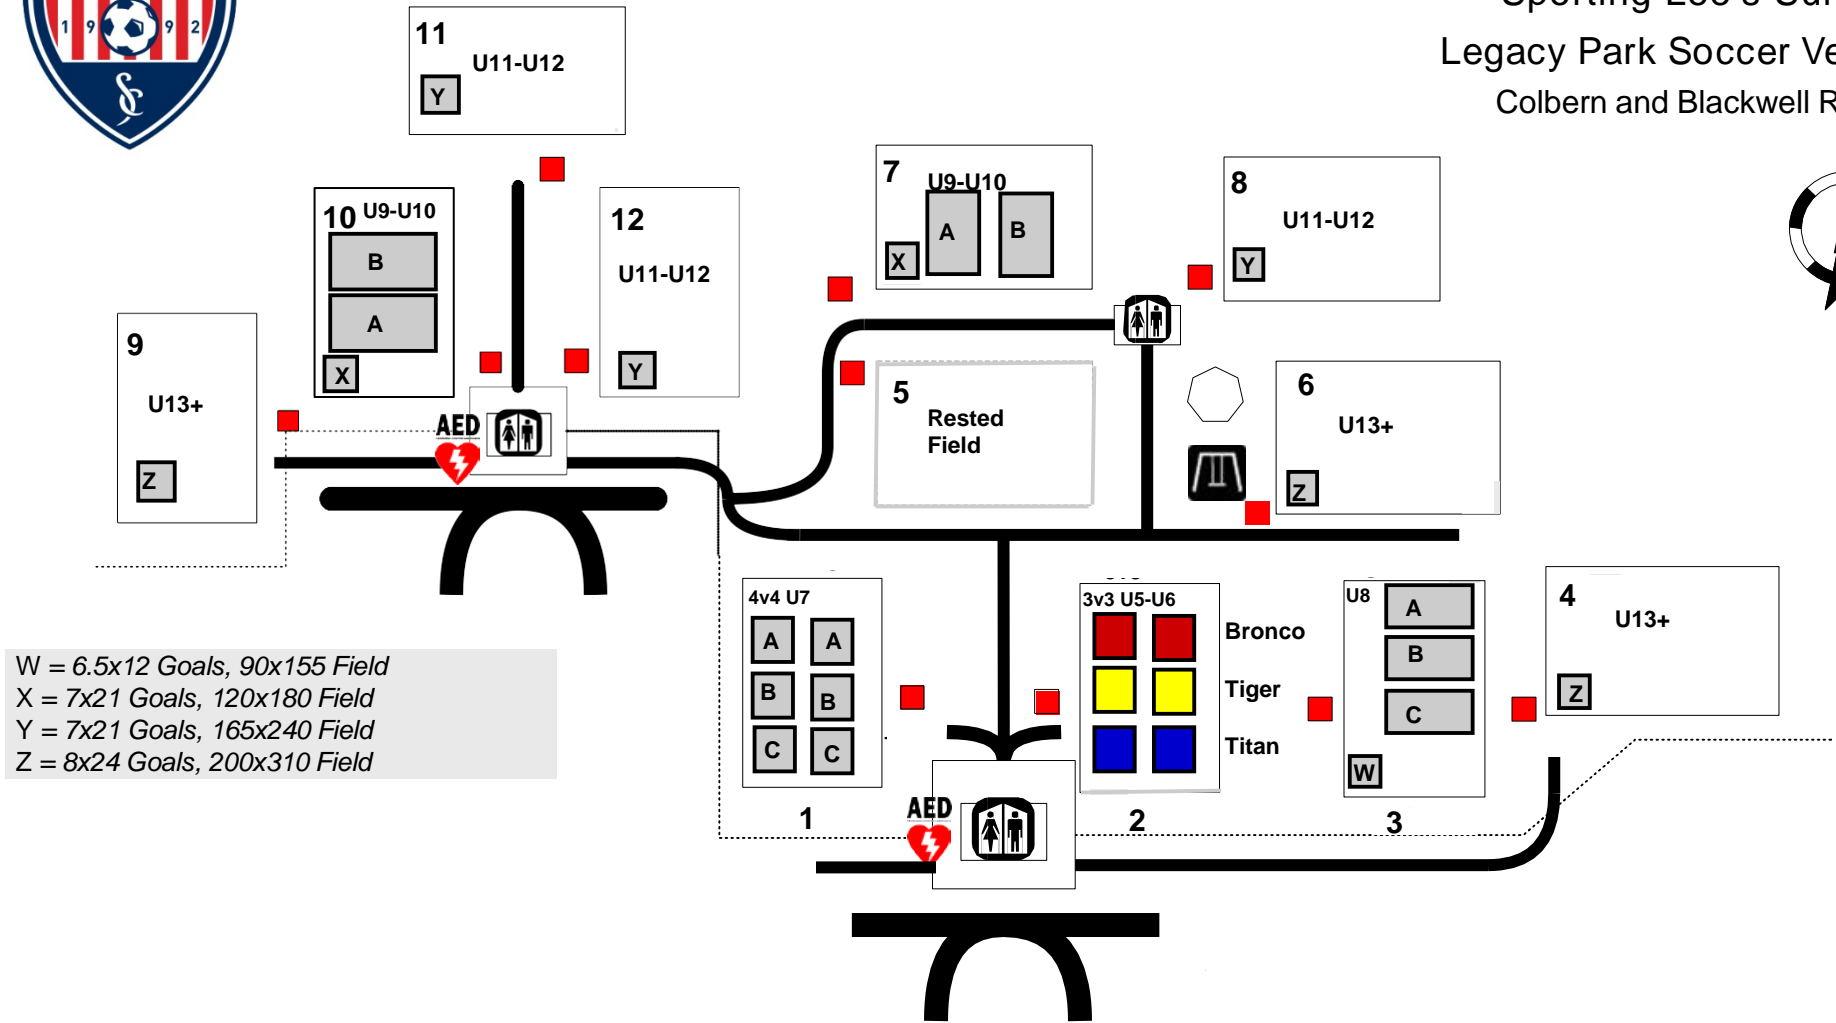 1992
SC
Legacy Park Soccer
Colbern and Blackwell
11
U11-U12
Y
10 U9-U10
B
A
X
12
U11-U12
Y
7
U9-U10
A
B
X
8
U11-U12
Y
9
U13+
Z
AED
5
Rested
Field
6
U13+
Z
4v4 U7
A A
B B
C C
1
3v3 U5-U6
Bronco
Tiger
Titan
2
U8
A
B
C
W
3
4
U13+
Z
AED
W = 6.5x12 Goals, 90x155 Field
X = 7x21 Goals, 120x180 Field
Y = 7x21 Goals, 165x240 Field
Z = 8x24 Goals, 200x310 Field